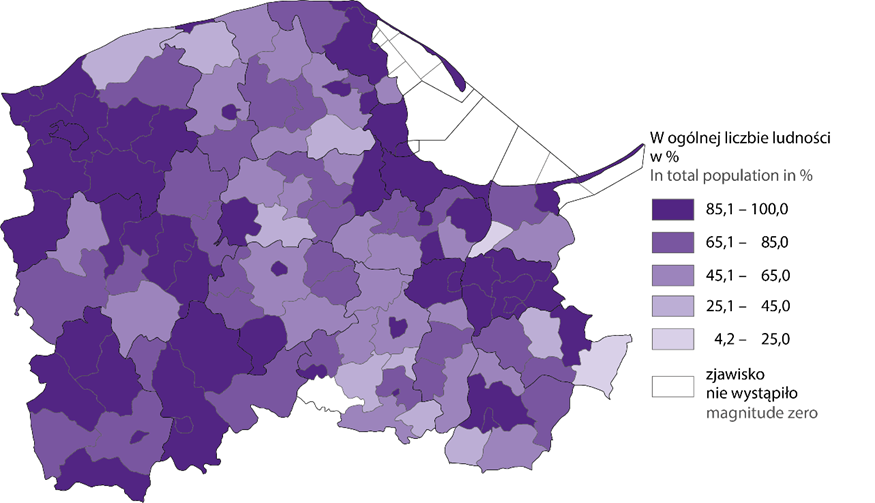 W ogólnej liczbie ludności
w %
In total population in %
85,1 – 100,0
65,1 – 85,0
45,1 – 65,0
25,1 – 45,0
4,2 – 25,0
zjawisko
nie wystąpiło
magnitude zero